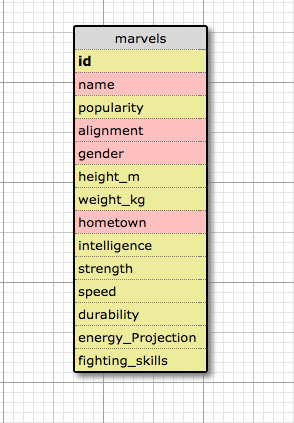 marvels
id
name
popularity
alignment
gender
height_m
weight_kg
hometown
intelligence
strength
speed
durability
energy_Projection
fighting_skills